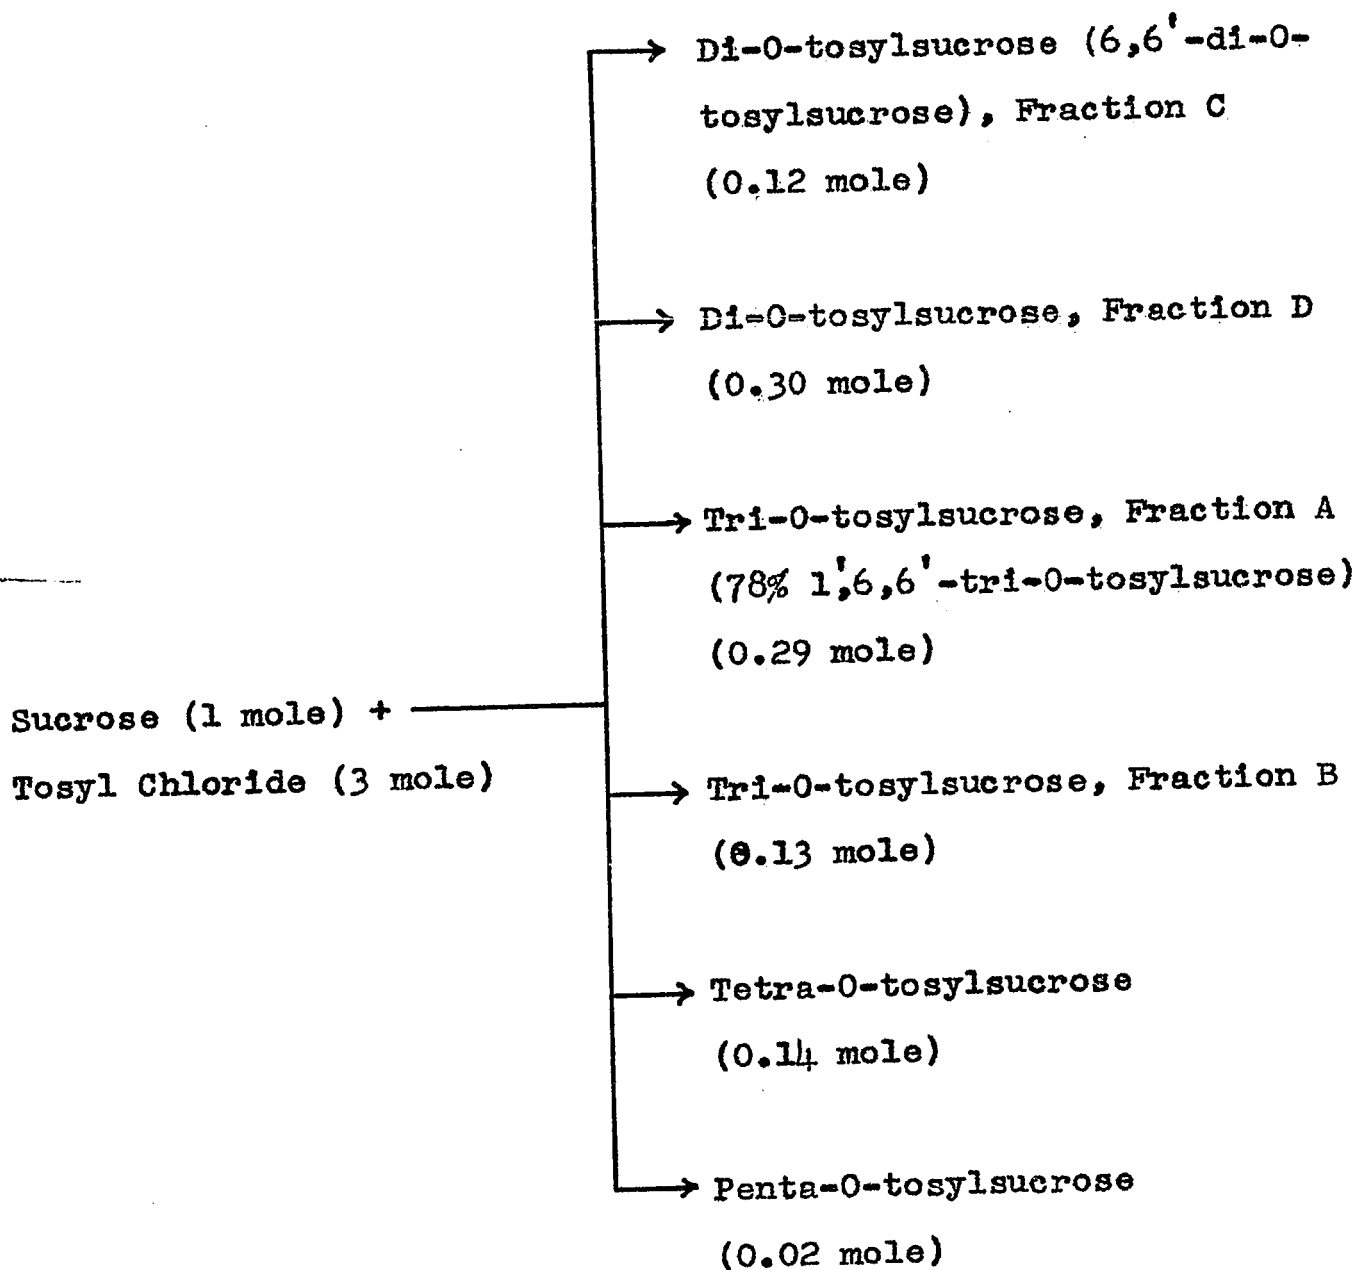 Di-O-tosylsucrose (6,6'-di-O-
tosylsucrose), Fraction C
(0.12 mole)
Di-O-tosylsucrose, Fraction D
(0.30 mole)
Tri-O-tosylsucrose, Fraction A
(78% 1',6,6'-tri-O-tosylsucrose)
(0.29 mole)
Sucrose (1 mole) +
Tosyl Chloride (3 mole)
Tri-O-tosylsucrose, Fraction B
(0.13 mole)
Tetra-O-tosylsucrose
(0.14 mole)
Penta-O-tosylsucrose
(0.02 mole)